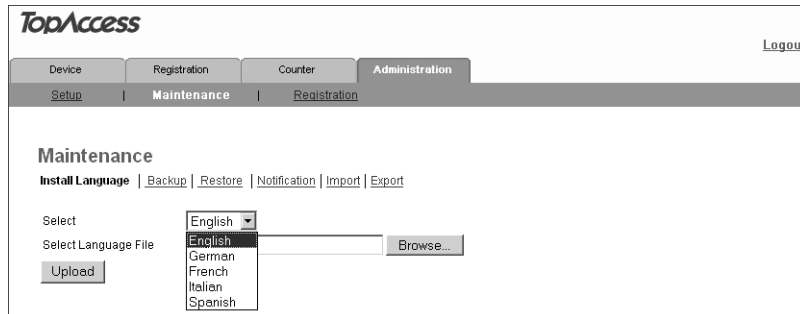 TopAccess
Logou
Device Registration Counter Administration
Setup | Maintenance | Registration
Maintenance
Install Language | Backup | Restore | Notification | Import | Export
Select English
Select Language File Browse...
Upload
English
German
French
Italian
Spanish